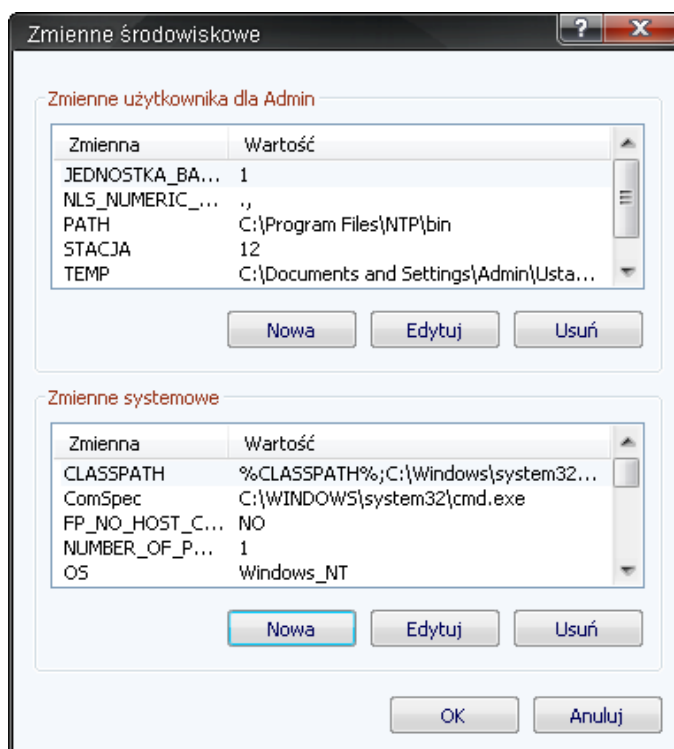 Zmienne środowiskowe
Zmienne użytkownika dla Admin
Zmienna Wartość
JEDNOSTKA_BA... 1
NLS_NUMERIC_... .,
PATH C:\Program Files\NTP\bin
STACJA 12
TEMP C:\Documents and Settings\Admin\Usta...
Nowa Edytuj Usuń
Zmienne systemowe
Zmienna Wartość
CLASSPATH %CLASSPATH%;C:\Windows\system32...
ComSpec C:\WINDOWS\system32\cmd.exe
FP_NO_HOST_C... NO
NUMBER_OF_P... 1
OS Windows_NT
Nowa Edytuj Usuń
OK Anuluj